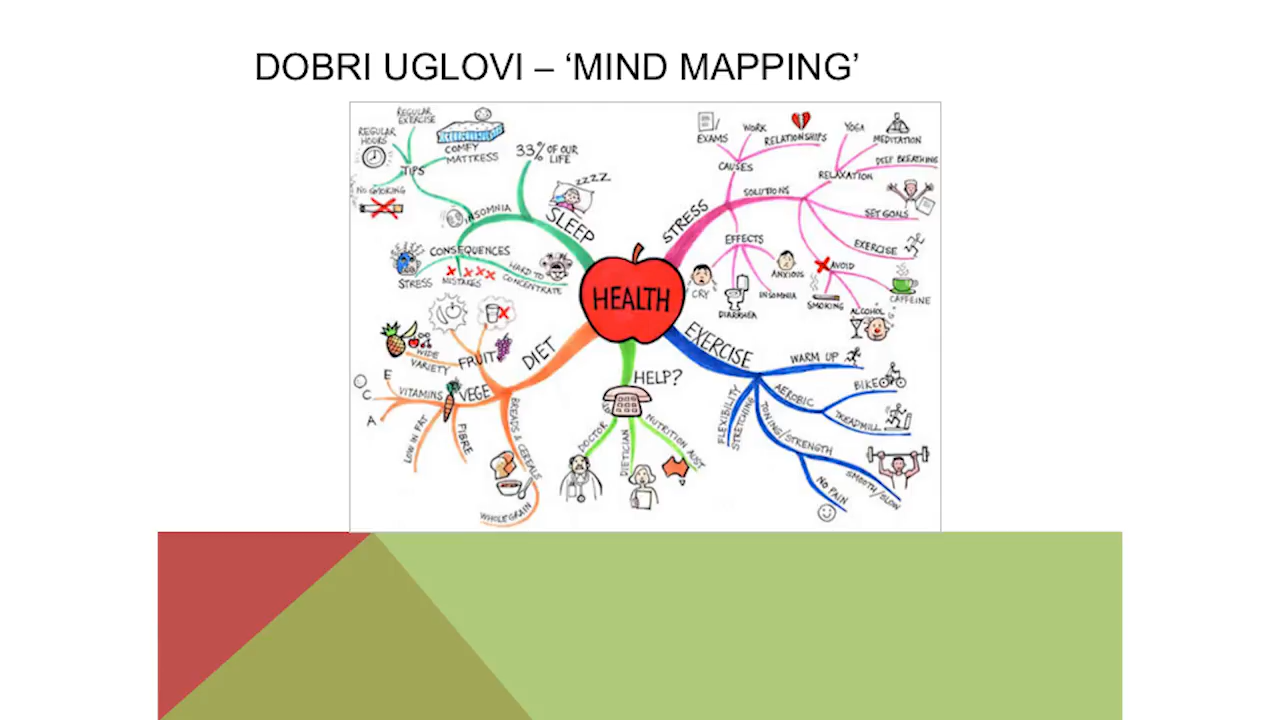 DOBRI UGLOVI – ‘MIND MAPPING’
HEALTH
SLEEP
33% OF OUR
LIFE
ZZZZ
INSOMNIA
TIPS
REGULAR
EXERCISE
REGULAR
HOURS
COMFY
MATTRESS
NO SMOKING
CONSEQUENCES
STRESS
MISTAKES
HARD TO
CONCENTRATE
STRESS
CAUSES
EXAMS
WORK
RELATIONSHIPS
SOLUTIONS
RELAXATION
YOGA
MEDITATION
DEEP BREATHING
SET GOALS
EXERCISE
AVOID
SMOKING
ALCOHOL
CAFFEINE
EFFECTS
CRY
DIARRHEA
INSOMNIA
ANXIOUS
EXERCISE
WARM UP
AEROBIC
BIKE
TREADMILL
TONING/STRENGTH
SMOOTH/SLOW
NO PAIN
FLEXIBILITY
STRETCHING
HELP?
DOCTOR
DIETICIAN
NUTRITION AUST
DIET
FRUIT
WIDE
VARIETY
VEGE
VITAMINS
E
C
A
LOW IN FAT
FIBRE
BREADS & CEREALS
WHOLEGRAIN